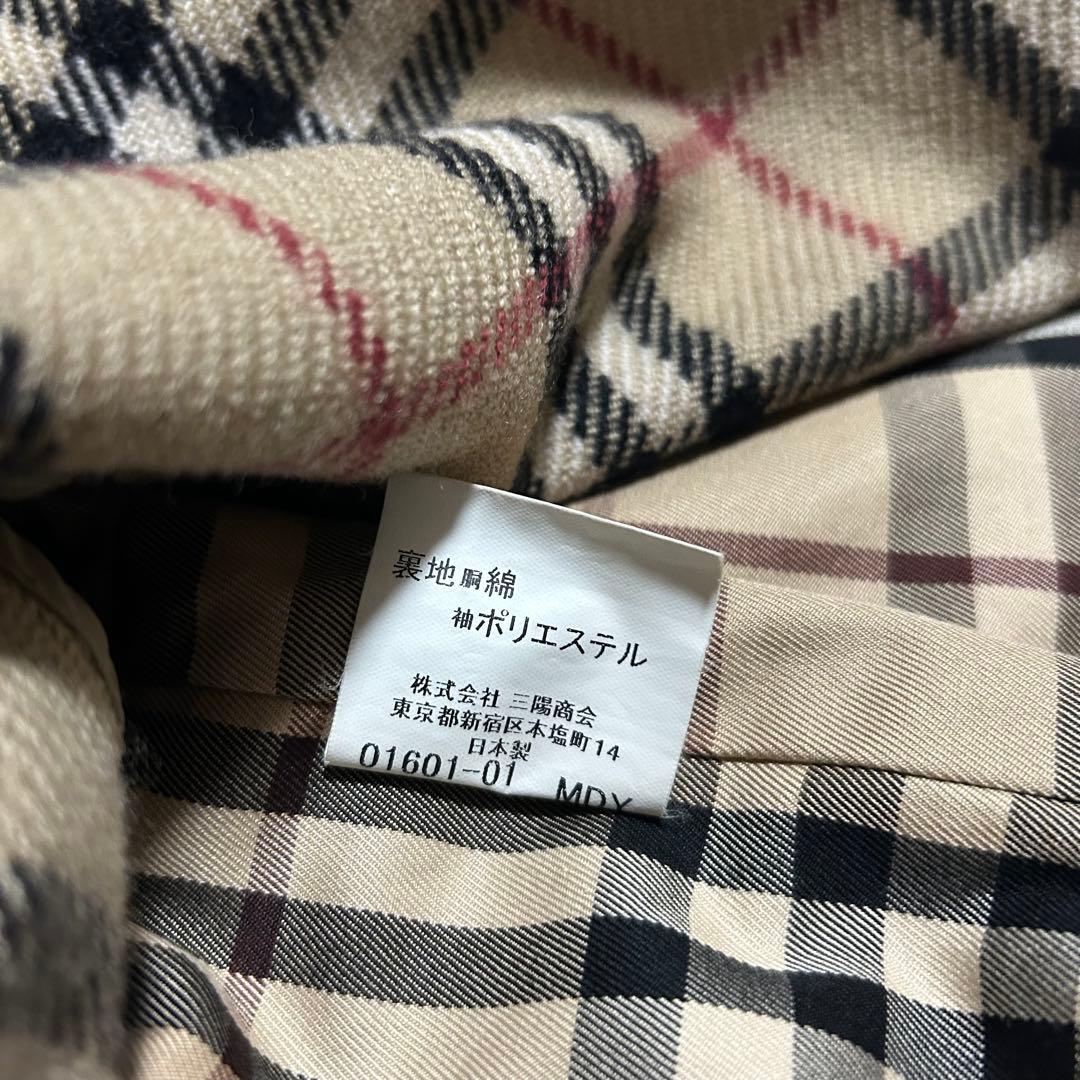 裏地 胴 綿
袖 ポリエステル
株式会社 三陽商会
東京都新宿区本塩町14
日本製
01601-01 MDX